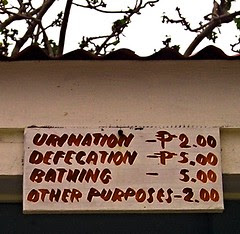 URINATION - ₱ 2.00
DEFECATION - ₱ 5.00
BATHING - 5.00
OTHER PURPOSES - 2.00